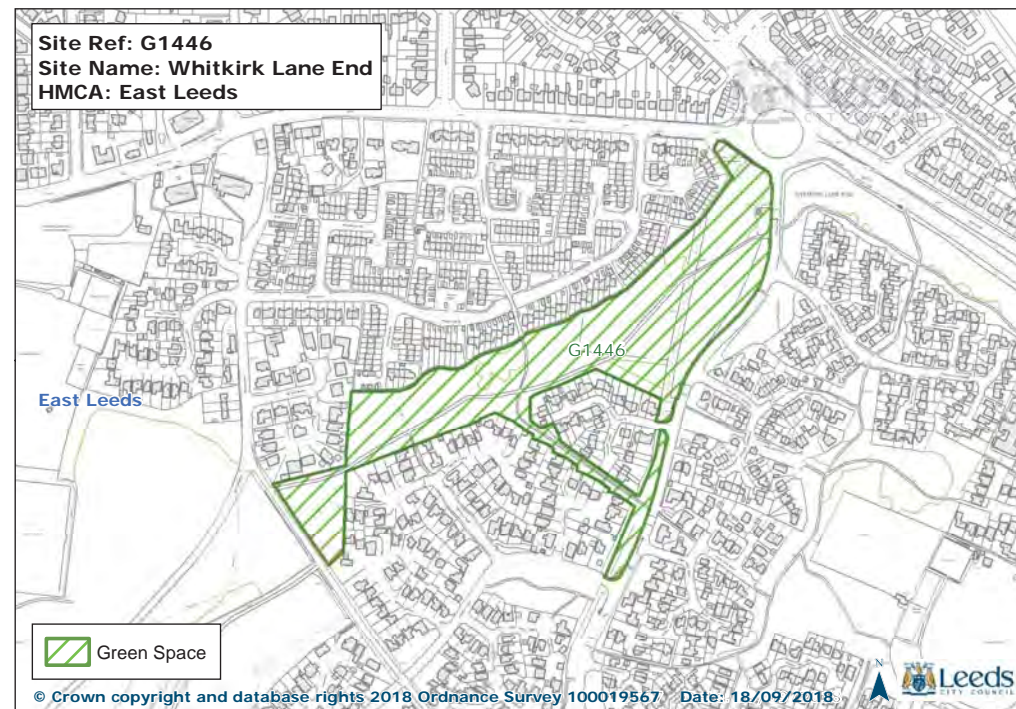 Site Ref: G1446
Site Name: Whitkirk Lane End
HMCA: East Leeds
Leeds
G1446
East Leeds
Green Space
N
Leeds
CITY COUNCIL
© Crown copyright and database rights 2018 Ordnance Survey 100019567 Date: 18/09/2018